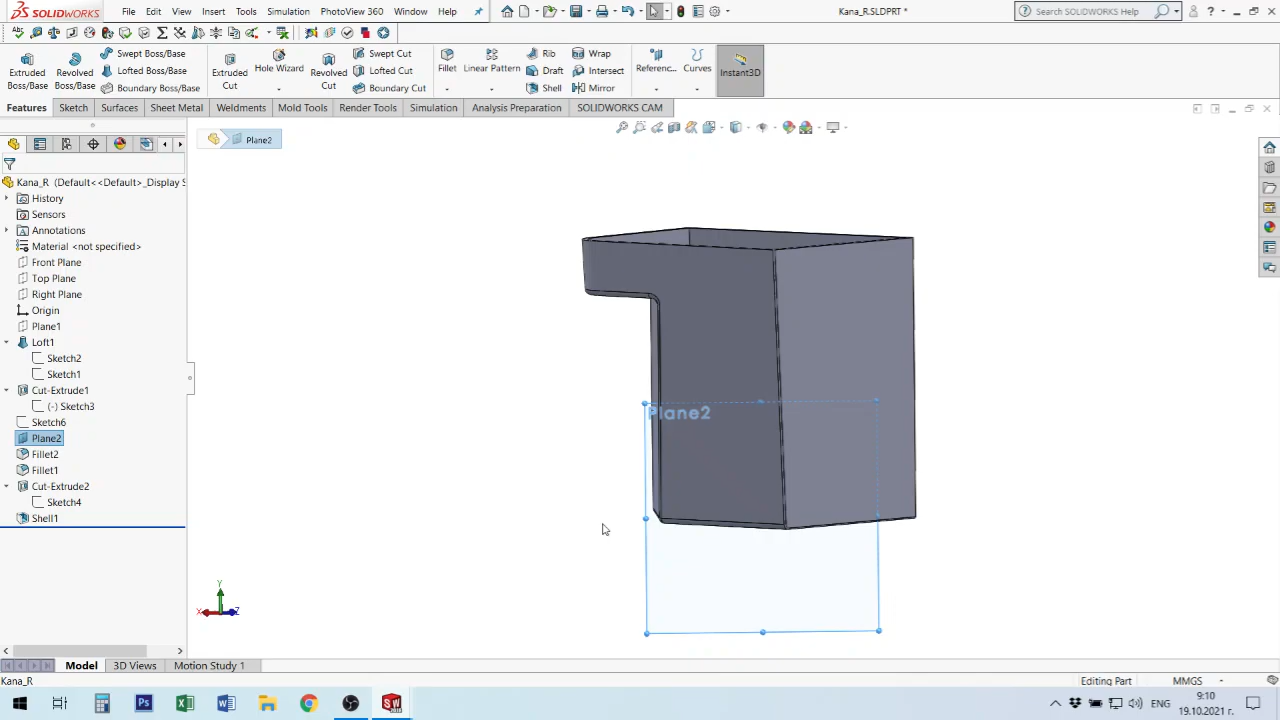 SOLIDWORKS File Edit View Insert Tools Simulation PhotoView 360 Window Help Kana_R.SLDPRT * Search SOLIDWORKS Help
Extruded Boss/Base
Revolved Boss/Base
Swept Boss/Base
Lofted Boss/Base
Boundary Boss/Base
Extruded Cut
Hole Wizard
Revolved Cut
Swept Cut
Lofted Cut
Boundary Cut
Fillet
Linear Pattern
Rib
Draft
Shell
Wrap
Intersect
Mirror
Referenc...
Curves
Instant3D
Features Sketch Surfaces Sheet Metal Weldments Mold Tools Render Tools Simulation Analysis Preparation SOLIDWORKS CAM
Plane2
Kana_R (Default<<Default>_Display S
History
Sensors
Annotations
Material <not specified>
Front Plane
Top Plane
Right Plane
Origin
Plane1
Loft1
Sketch2
Sketch1
Cut-Extrude1
(-) Sketch3
Sketch6
Plane2
Fillet2
Fillet1
Cut-Extrude2
Sketch4
Shell1
Plane2
Y
X Z
Model 3D Views Motion Study 1
Kana_R Editing Part MMGS
ЕНГ 9:10
19.10.2021 г.